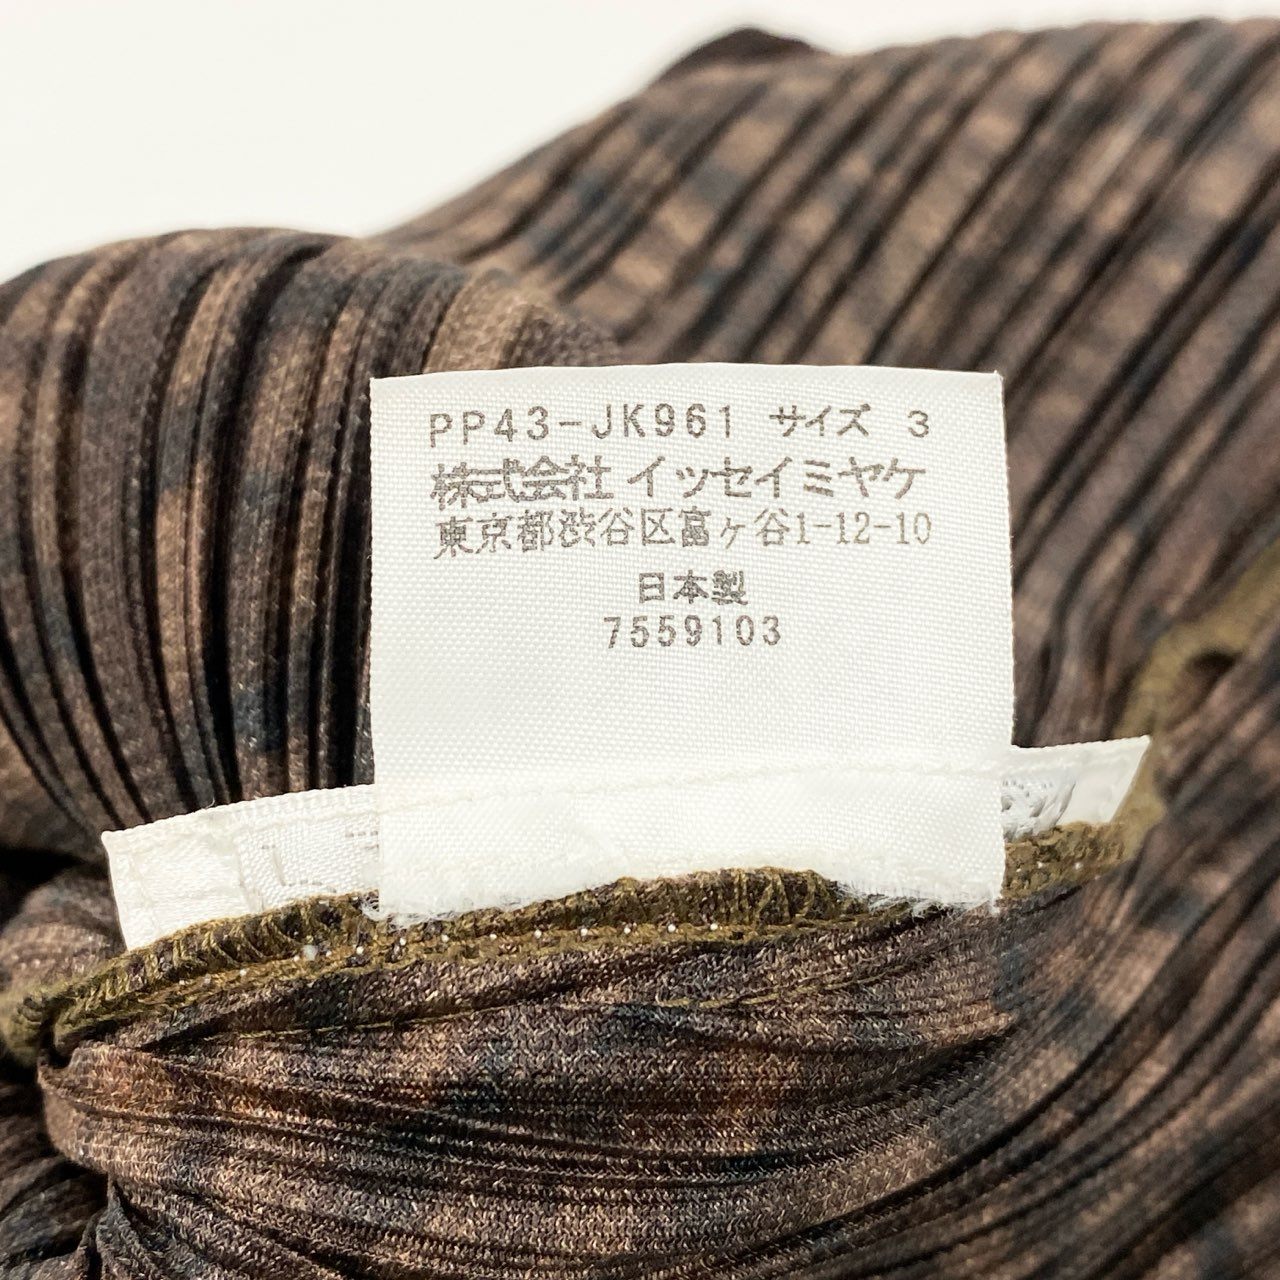 PP43-JK961 サイズ 3
株式会社 イッセイミヤケ
東京都渋谷区富ヶ谷1-12-10
日本製
7559103